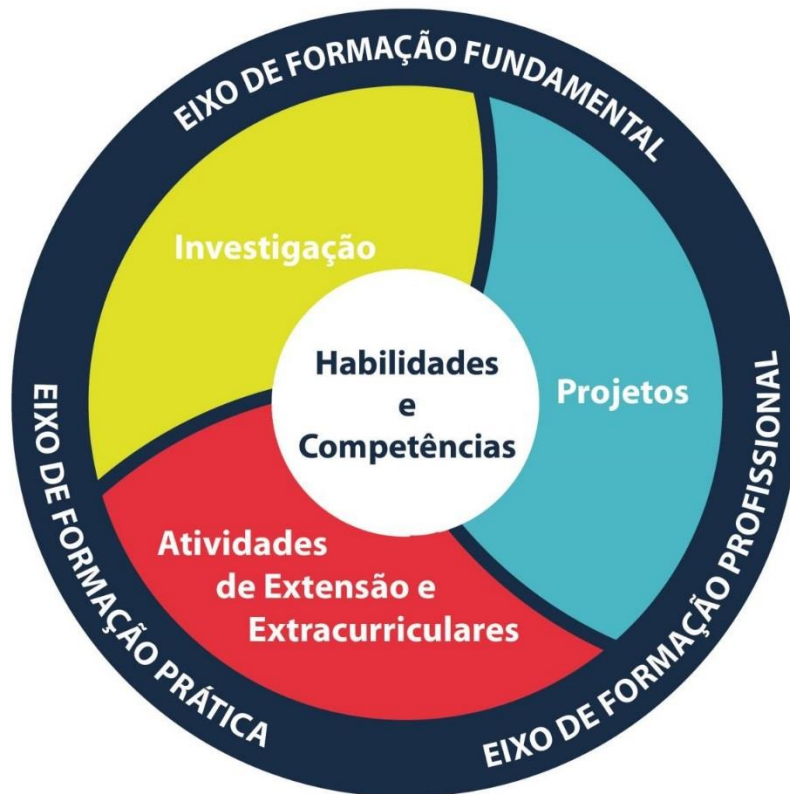 EIXO DE FORMAÇÃO FUNDAMENTAL
Investigação
Habilidades
e
Competências
Projetos
Atividades
de Extensão e
Extracurriculares
EIXO DE FORMAÇÃO PRÁTICA
EIXO DE FORMAÇÃO PROFISSIONAL